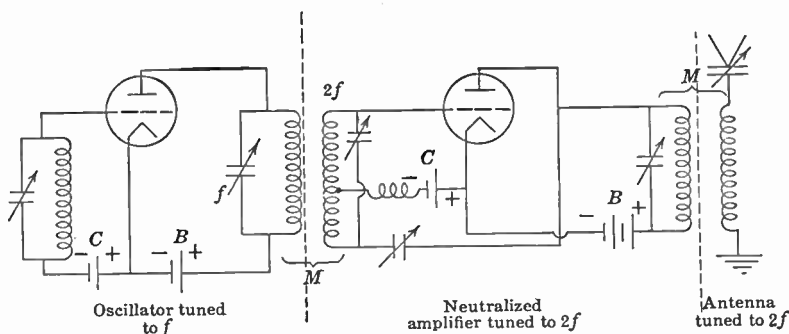 2f
M
f
C
C
- +
B
- +
- +
B
- +
M
Oscillator tuned
to f
Neutralized
amplifier tuned to 2f
Antenna
tuned to 2f